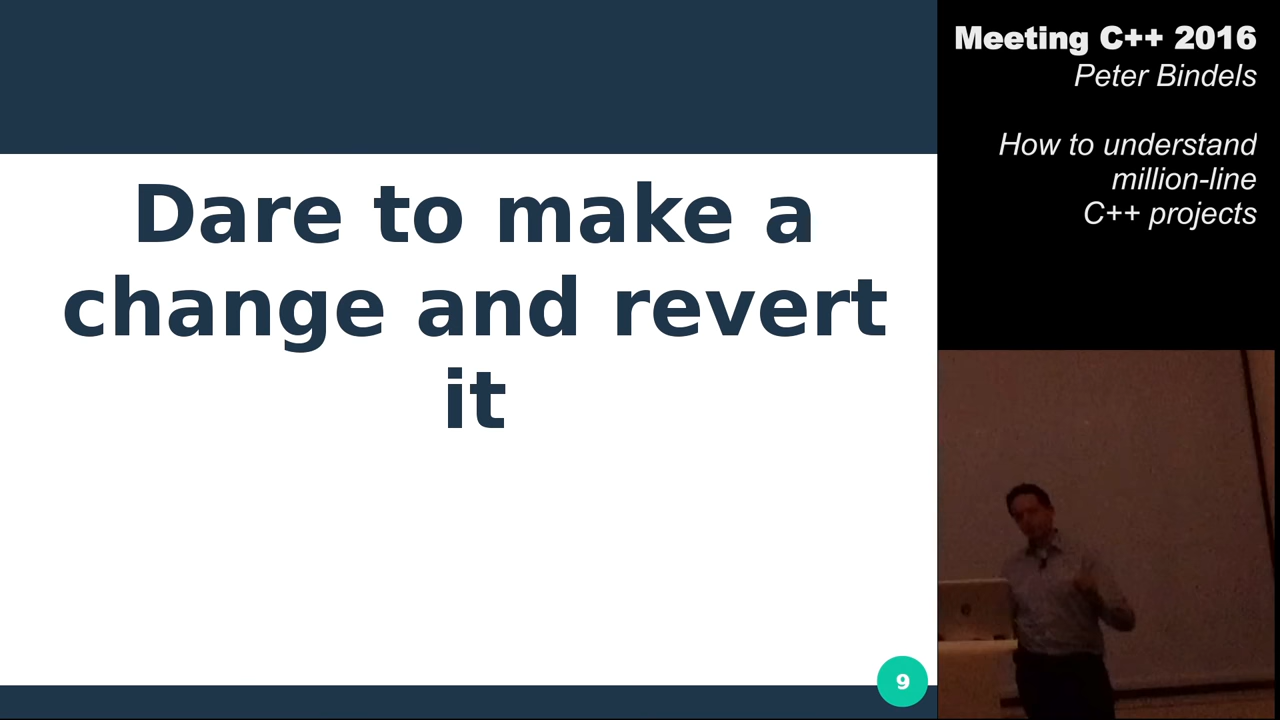 Dare to make a
change and revert
it
9
Meeting C++ 2016
Peter Bindels
How to understand
million-line
C++ projects